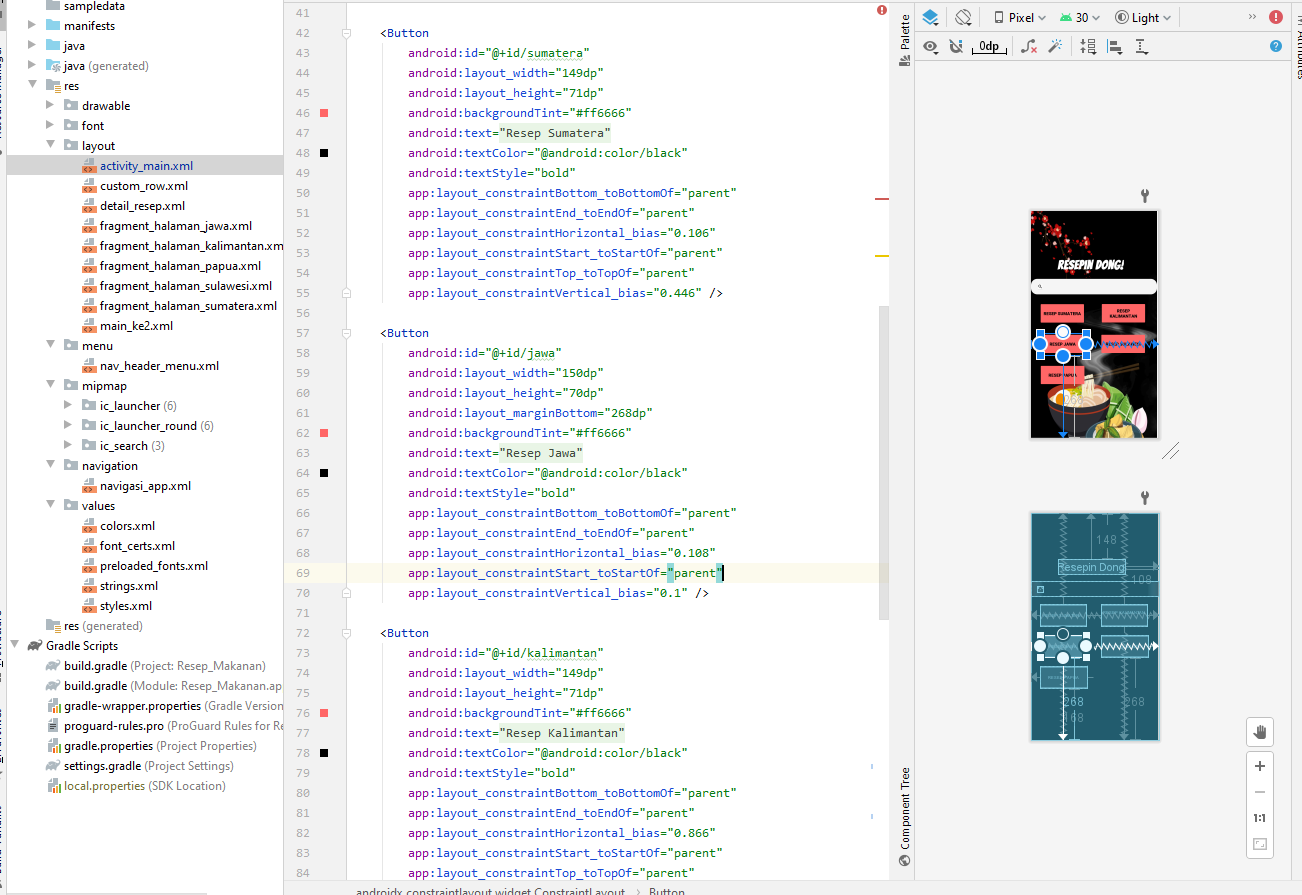 sampledata
manifests
java
java (generated)
res
drawable
font
layout
activity_main.xml
custom_row.xml
detail_resep.xml
fragment_halaman_jawa.xml
fragment_halaman_kalimantan.xm
fragment_halaman_papua.xml
fragment_halaman_sulawesi.xml
fragment_halaman_sumatera.xml
main_ke2.xml
menu
nav_header_menu.xml
mipmap
ic_launcher (6)
ic_launcher_round (6)
ic_search (3)
navigation
navigasi_app.xml
values
colors.xml
font_certs.xml
preloaded_fonts.xml
strings.xml
styles.xml
res (generated)
Gradle Scripts
build.gradle (Project: Resep_Makanan)
build.gradle (Module: Resep_Makanan.ap
gradle-wrapper.properties (Gradle Version
proguard-rules.pro (ProGuard Rules for Re
gradle.properties (Project Properties)
settings.gradle (Project Settings)
local.properties (SDK Location)
41
42 <Button
43 android:id="@+id/sumatera"
44 android:layout_width="149dp"
45 android:layout_height="71dp"
46 android:backgroundTint="#ff6666"
47 android:text="Resep Sumatera"
48 android:textColor="@android:color/black"
49 android:textStyle="bold"
50 app:layout_constraintBottom_toBottomOf="parent"
51 app:layout_constraintEnd_toEndOf="parent"
52 app:layout_constraintHorizontal_bias="0.106"
53 app:layout_constraintStart_toStartOf="parent"
54 app:layout_constraintTop_toTopOf="parent"
55 app:layout_constraintVertical_bias="0.446" />
56
57 <Button
58 android:id="@+id/jawa"
59 android:layout_width="150dp"
60 android:layout_height="70dp"
61 android:layout_marginBottom="268dp"
62 android:backgroundTint="#ff6666"
63 android:text="Resep Jawa"
64 android:textColor="@android:color/black"
65 android:textStyle="bold"
66 app:layout_constraintBottom_toBottomOf="parent"
67 app:layout_constraintEnd_toEndOf="parent"
68 app:layout_constraintHorizontal_bias="0.108"
69 app:layout_constraintStart_toStartOf="parent"
70 app:layout_constraintVertical_bias="0.1" />
71
72 <Button
73 android:id="@+id/kalimantan"
74 android:layout_width="149dp"
75 android:layout_height="71dp"
76 android:backgroundTint="#ff6666"
77 android:text="Resep Kalimantan"
78 android:textColor="@android:color/black"
79 android:textStyle="bold"
80 app:layout_constraintBottom_toBottomOf="parent"
81 app:layout_constraintEnd_toEndOf="parent"
82 app:layout_constraintHorizontal_bias="0.866"
83 app:layout_constraintStart_toStartOf="parent"
84 app:layout_constraintTop_toTopOf="parent"
androidx.constraintlayout.widget.ConstraintLayout > Button
Palette
Component Tree
Pixel
30
Light
0dp
Attributes
RESEPIN DONG!
RESEP SUMATERA
RESEP KALIMANTAN
RESEP JAWA
RESEP PAPUA
268
148
Resepin Dong!
108
268
268
168
1:1